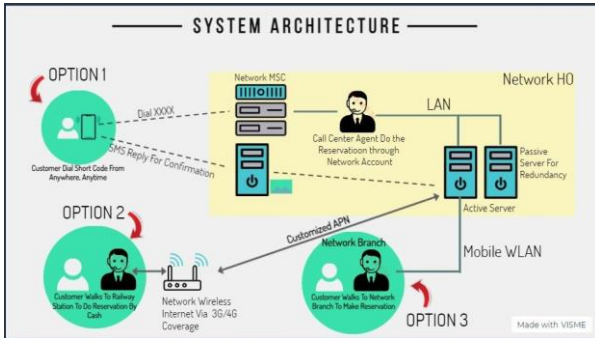 SYSTEM ARCHITECTURE
OPTION 1
Customer Dial Short Code From
Anywhere, Anytime
Dial XXXX
SMS Reply For Confirmation
Network MSC
Network HO
Call Center Agent Do the
Reservatioon through
Network Account
LAN
Passive
Server For
Redundancy
Active Server
OPTION 2
Customer Walks To Railway
Station To Do Reservation By
Cash
Network Wireless
Internet Via 3G/4G
Coverage
Customized APN
Network Branch
Customer Walks To Network
Branch To Make Reservation
Mobile WLAN
OPTION 3
Made with VISME